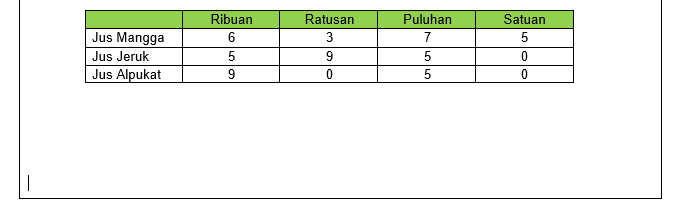 Ribuan Ratusan Puluhan Satuan
Jus Mangga 6 3 7 5
Jus Jeruk 5 9 5 0
Jus Alpukat 9 0 5 0